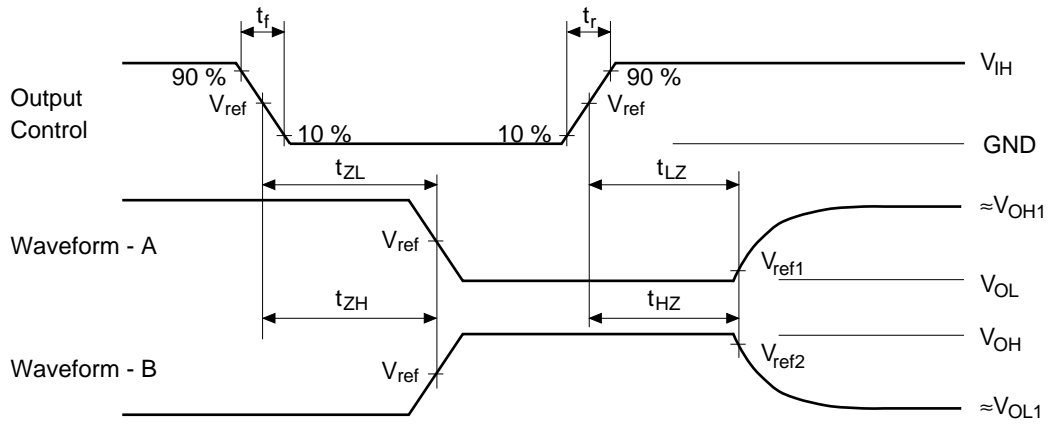 tf
tr
90 %
90 %
VIH
Vref
Vref
Output
Control
10 %
10 %
GND
tZL
tLZ
≈VOH1
Waveform - A
Vref
Vref1
VOL
tZH
tHZ
VOH
Vref2
Waveform - B
Vref
≈VOL1